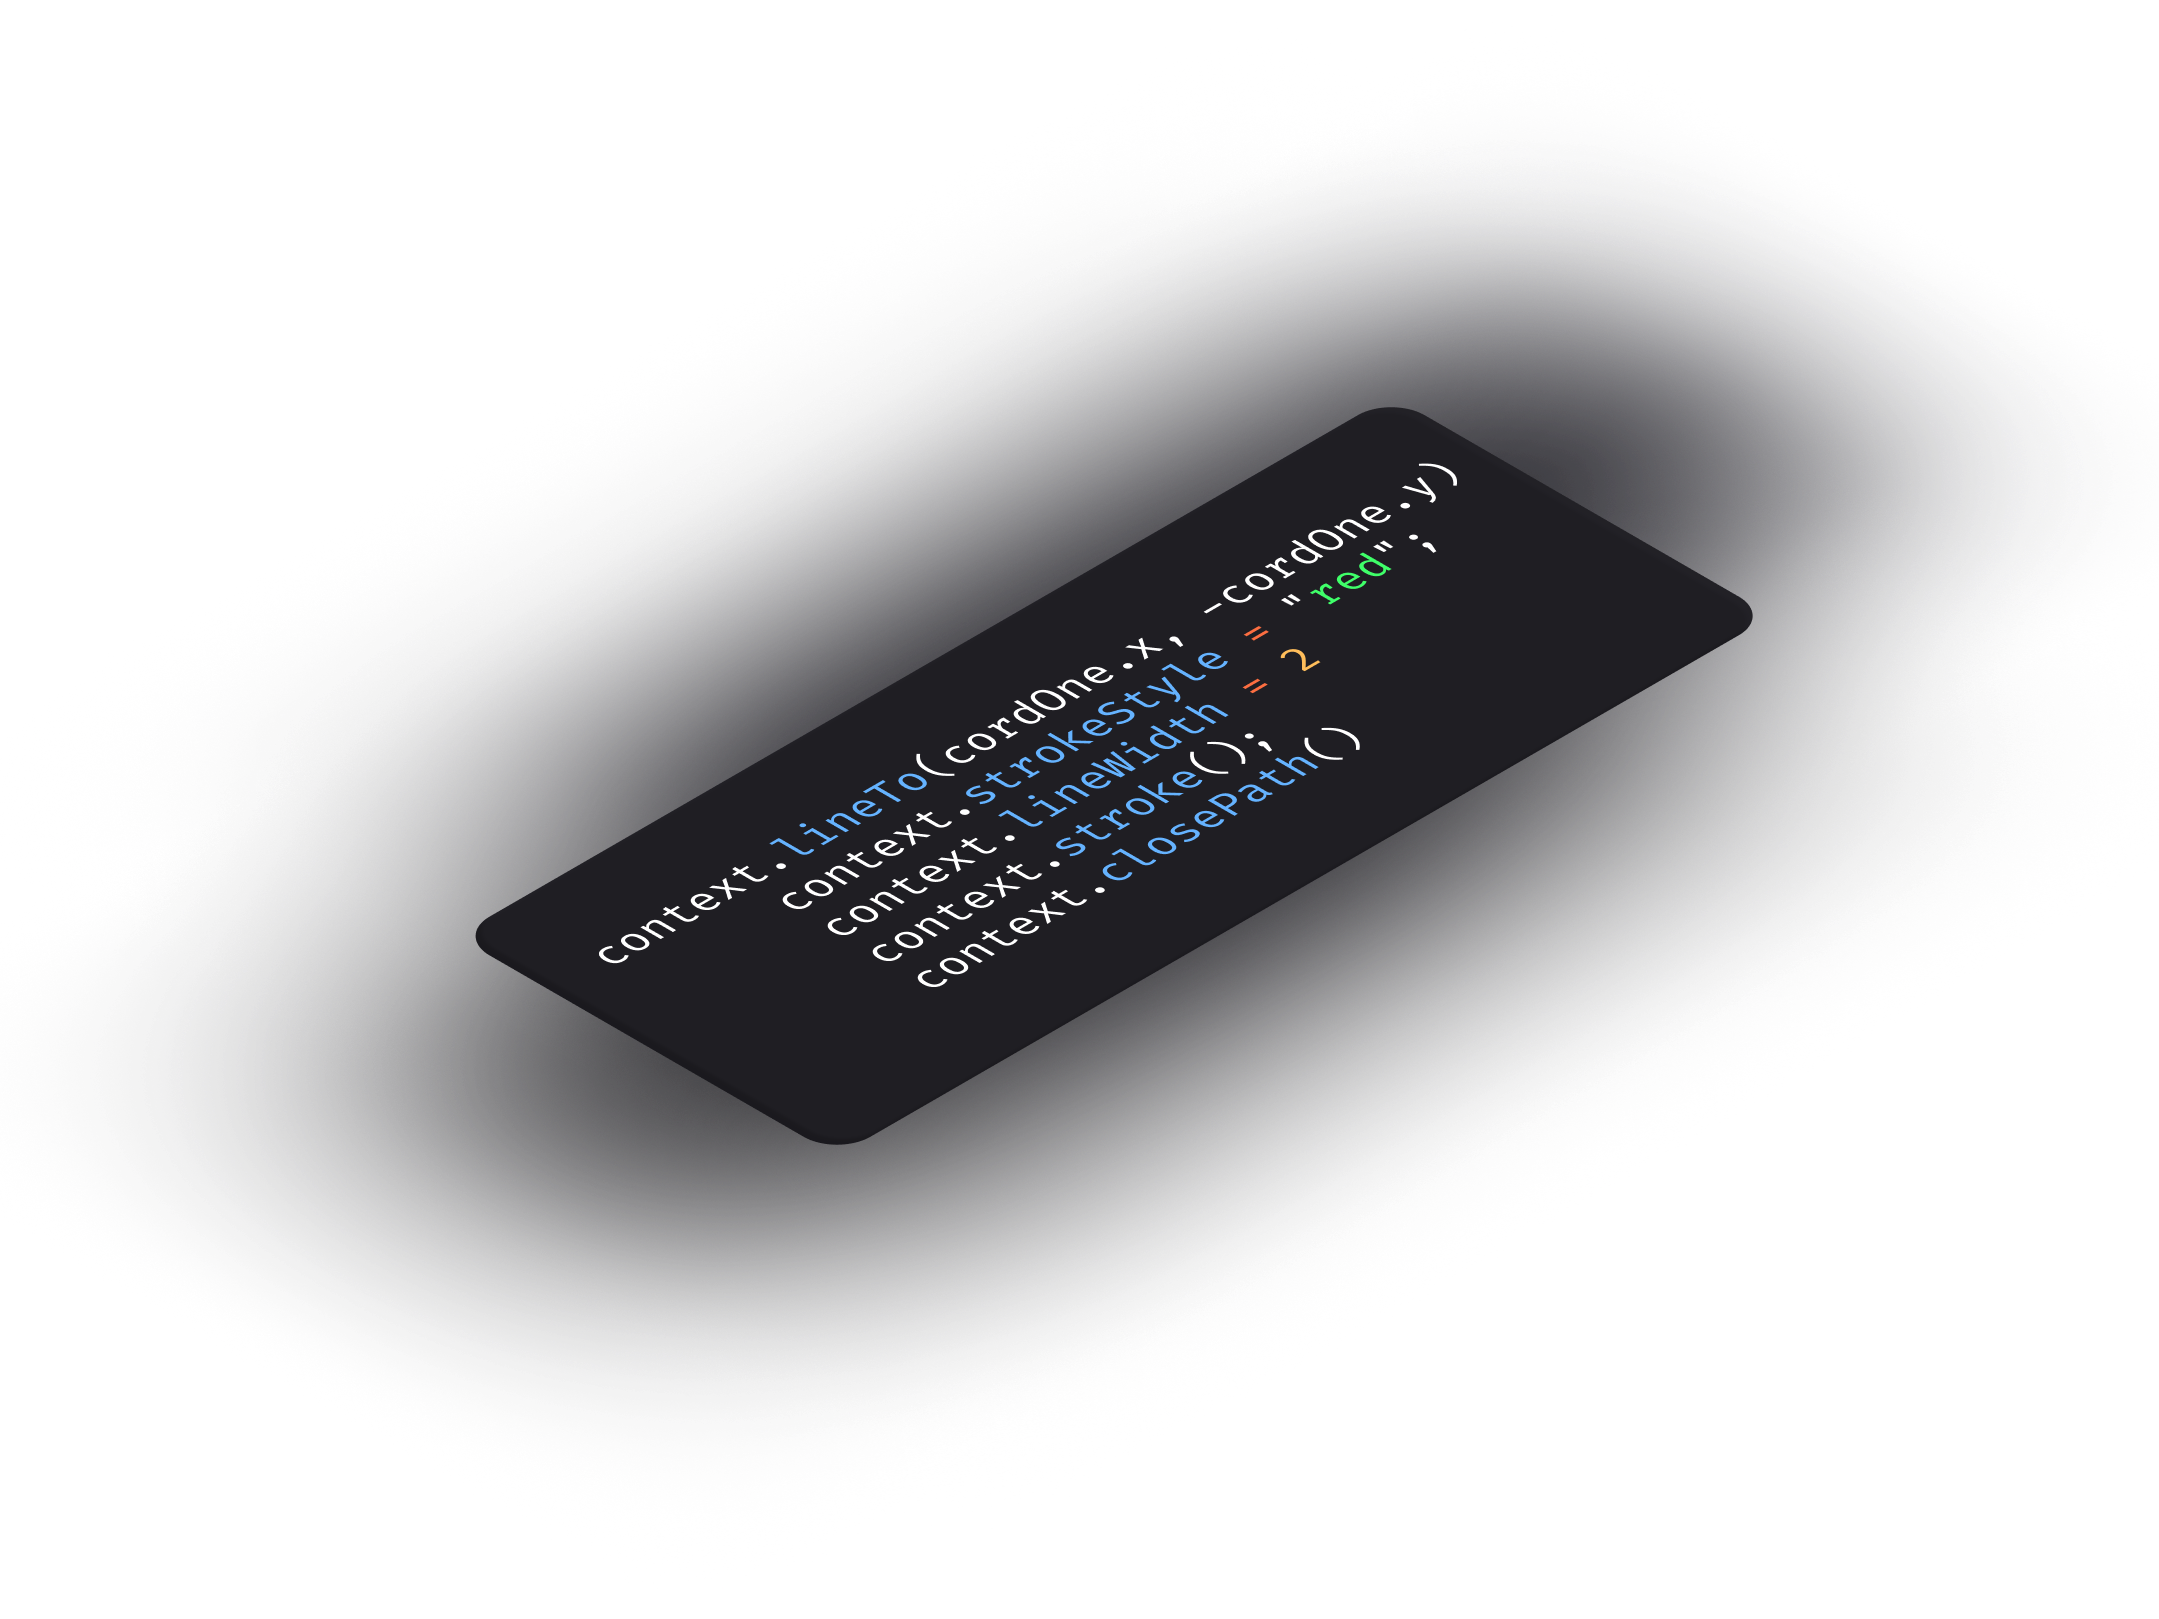 context.lineTo(cordOne.x, -cordOne.y)
context.strokeStyle = "red";
context.lineWidth = 2
context.stroke();
context.closePath()